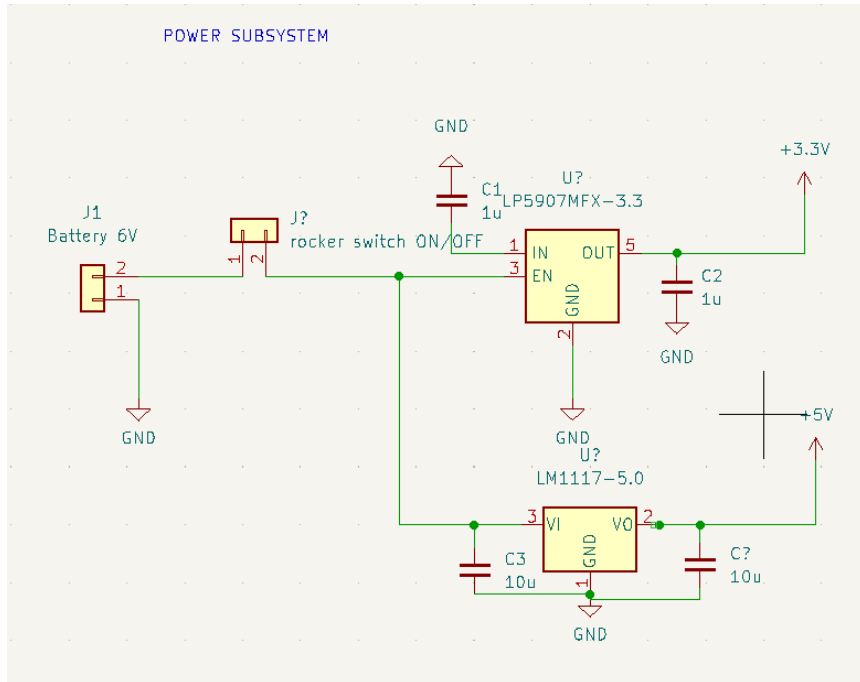 POWER SUBSYSTEM
GND
+3.3V
U?
LP5907MFX-3.3
C1
1u
J1
Battery 6V
J?
rocker switch ON/OFF
1
2
2
1
1
IN
OUT
5
3
EN
GND
2
C2
1u
GND
GND
GND
+5V
U?
LM1117-5.0
3
VI
VO
2
GND
1
C3
10u
C?
10u
GND